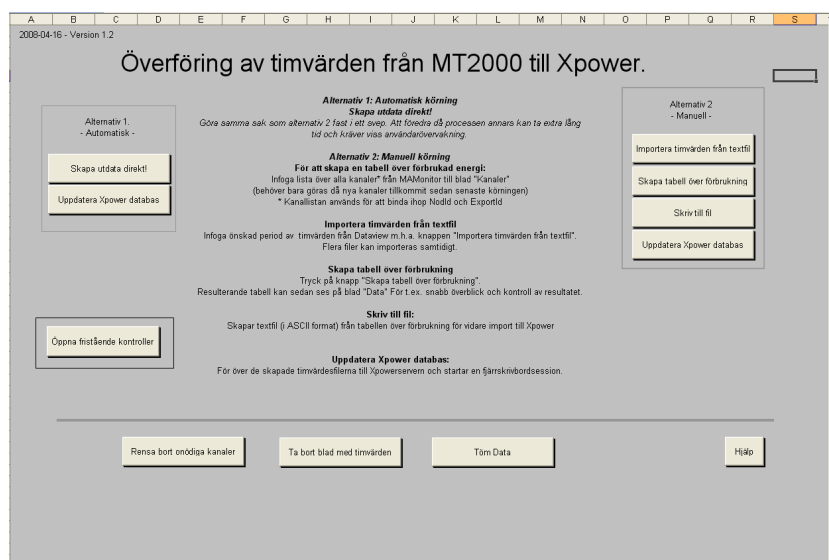 A B C D E F G H I J K L M N O P Q R S
2008-04-16 - Version 1.2
Överföring av timvärden från MT2000 till Xpower.
Alternativ 1.
- Automatisk -
Skapa utdata direkt!
Uppdatera Xpower databas
Öppna fristående kontroller
Alternativ 1: Automatisk körning
Skapa utdata direkt!
Göra samma sak som alternativ 2 fast i ett svep. Att föredra då processen annars kan ta extra lång
tid och kräver viss användarövervakning.
Alternativ 2: Manuell körning
För att skapa en tabell över förbrukad energi:
Infoga lista över alla kanaler* från MAMonitor till blad "Kanaler"
(behöver bara göras då nya kanaler tillkommit sedan senaste körningen)
* Kanallistan används för att binda ihop NodId och ExportId
Importera timvärden från textfil
Infoga önskad period av timvärden från Dataview m.h.a. knappen "Importera timvärden från textfil".
Flera filer kan importeras samtidigt.
Skapa tabell över förbrukning
Tryck på knapp "Skapa tabell över förbrukning".
Resulterande tabell kan sedan ses på blad "Data" För t.ex. snabb överblick och kontroll av resultatet.
Skriv till fil:
Skapar textfil (i ASCII format) från tabellen över förbrukning för vidare import till Xpower
Uppdatera Xpower databas:
För över de skapade timvärdesfilerna till Xpowerservern och startar en fjärrskrivbordsession.
Alternativ 2
- Manuell -
Importera timvärden från textfil
Skapa tabell över förbrukning
Skriv till fil
Uppdatera Xpower databas
Rensa bort onödiga kanaler
Ta bort blad med timvärden
Töm Data
Hjälp